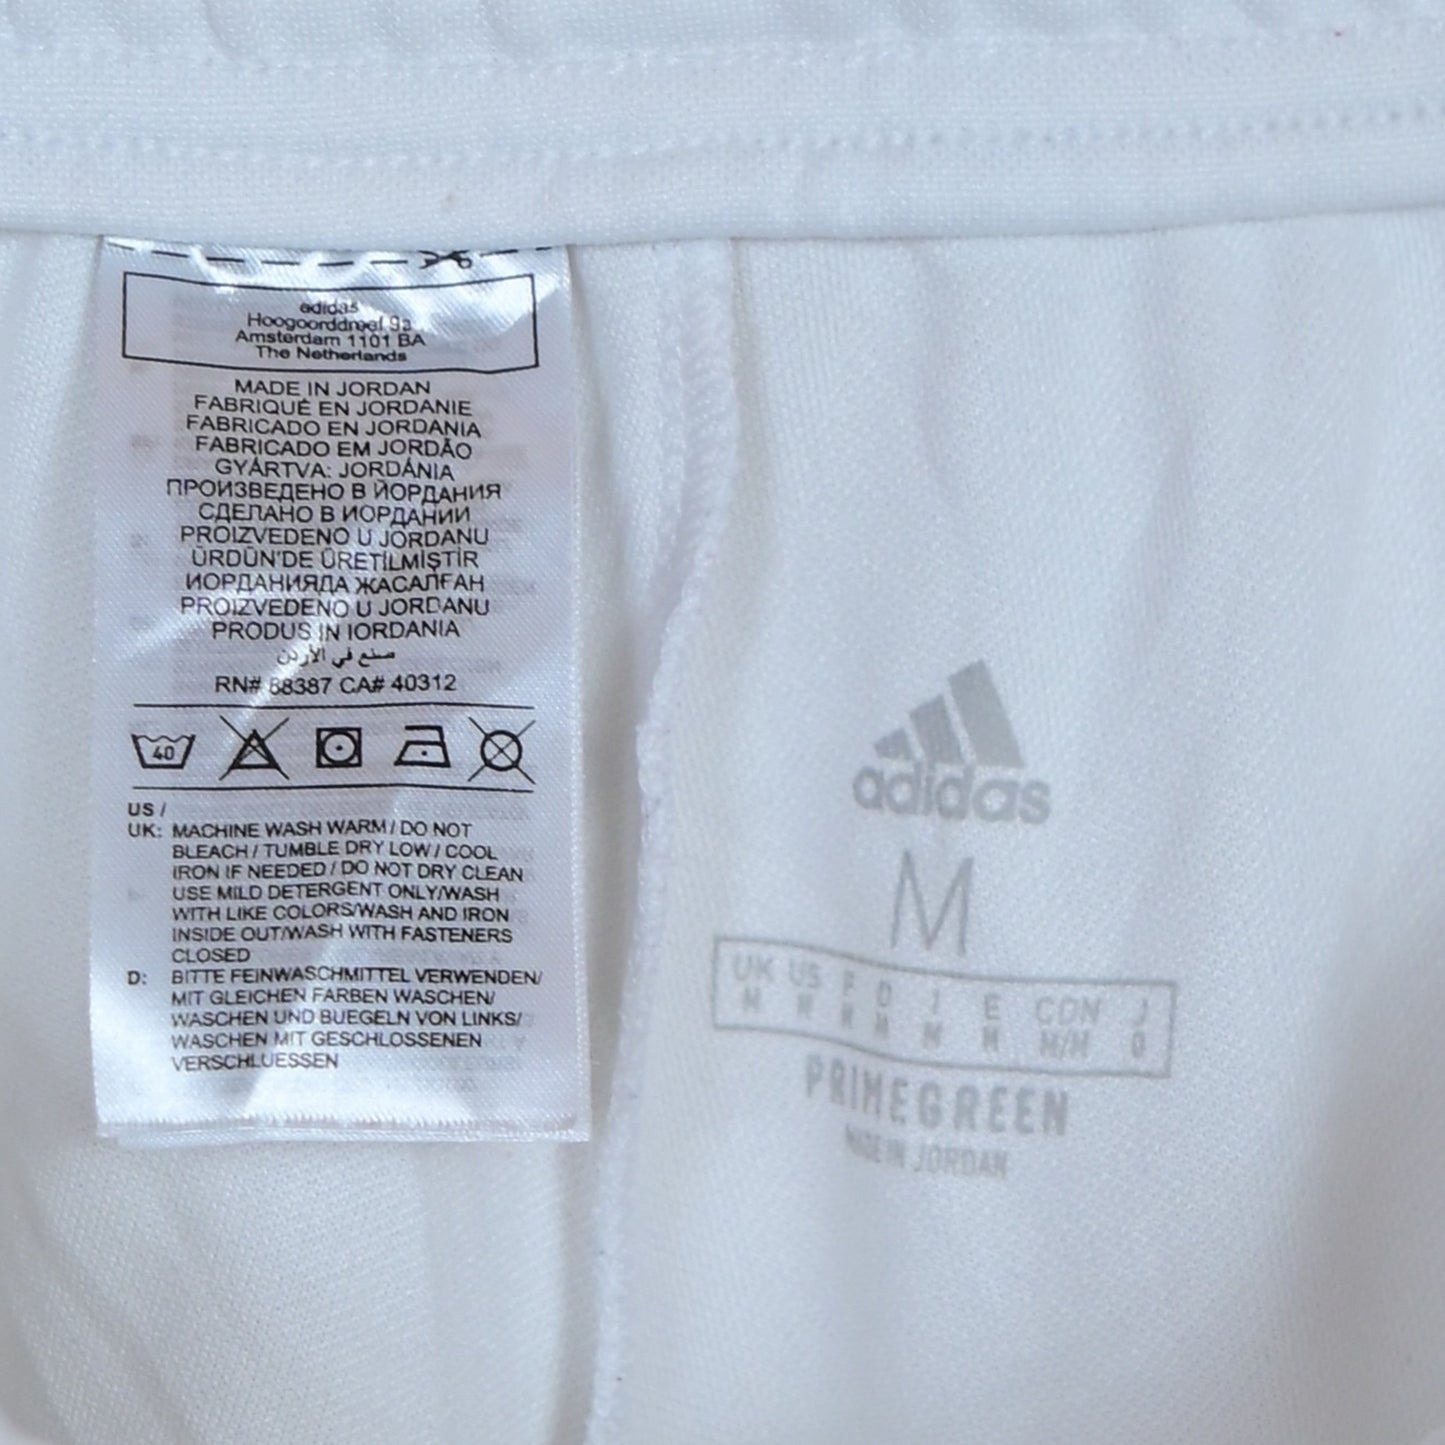 adidas
Hoogoorddreef 9a
Amsterdam 1101 BA
The Netherlands
MADE IN JORDAN
FABRIQUÉ EN JORDANIE
FABRICADO EN JORDANIA
FABRICADO EM JORDÃO
GYÁRTVA: JORDÁNIA
ПРОИЗВЕДЕНО В ЙОРДАНИЯ
СДЕЛАНО В ИОРДАНИИ
PROIZVEDENO U JORDANU
ÜRDÜN'DE ÜRETİLMİŞTİR
ИОРДАНИЯДА ЖАСАЛҒАН
PROIZVEDENO U JORDANU
PRODUS IN IORDANIA
صنع في الأردن
RN# 88387 CA# 40312
40
US /
UK: MACHINE WASH WARM / DO NOT
BLEACH / TUMBLE DRY LOW / COOL
IRON IF NEEDED / DO NOT DRY CLEAN
USE MILD DETERGENT ONLY/WASH
WITH LIKE COLORS/WASH AND IRON
INSIDE OUT/WASH WITH FASTENERS
CLOSED
D: BITTE FEINWASCHMITTEL VERWENDEN/
MIT GLEICHEN FARBEN WASCHEN/
WASCHEN UND BUEGELN VON LINKS/
WASCHEN MIT GESCHLOSSENEN
VERSCHLUESSEN
adidas
M
UK US F D I E CDN J
M M M M M M M/M O
PRIMEGREEN
MADE IN JORDAN